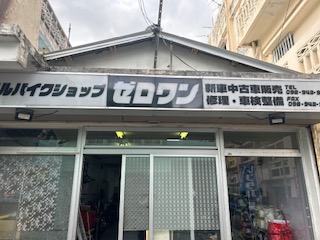 ルバイクショップ
ゼロワン
新車中古車販売
修理・車検整備
TEL